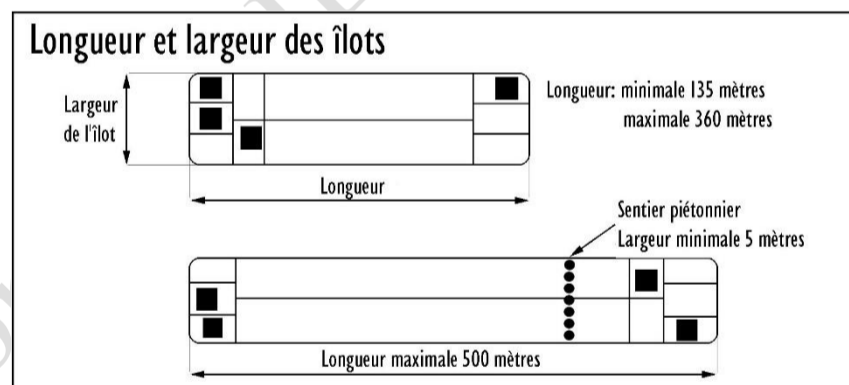 Longueur et largeur des îlots
Largeur
de l'îlot
Longueur: minimale 135 mètres
maximale 360 mètres
Longueur
Sentier piétonnier
Largeur minimale 5 mètres
Longueur maximale 500 mètres